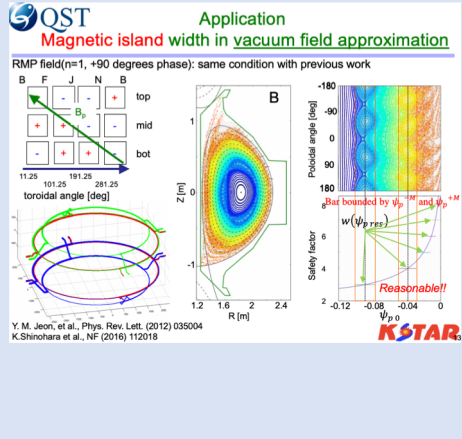 QST
Application
Magnetic island width in vacuum field approximation
RMP field(n=1, +90 degrees phase): same condition with previous work
B F J N B
- - + top
Bp
+ + - mid
- + + - bot
11.25 191.25
101.25 281.25
toroidal angle [deg]
B
Z [m]
1
0
-1
1.2 1.6 2 2.4
R [m]
Poloidal angle [deg]
-180
-90
0
90
180
Bar bounded by ψp^-M and ψp^+M
w(ψp res)
Safety factor
8
6
4
2
Reasonable!!
-0.12 -0.08 -0.04 0
ψp 0
Y. M. Jeon, et al., Phys. Rev. Lett. (2012) 035004
K.Shinohara et al., NF (2016) 112018
KSTAR
13